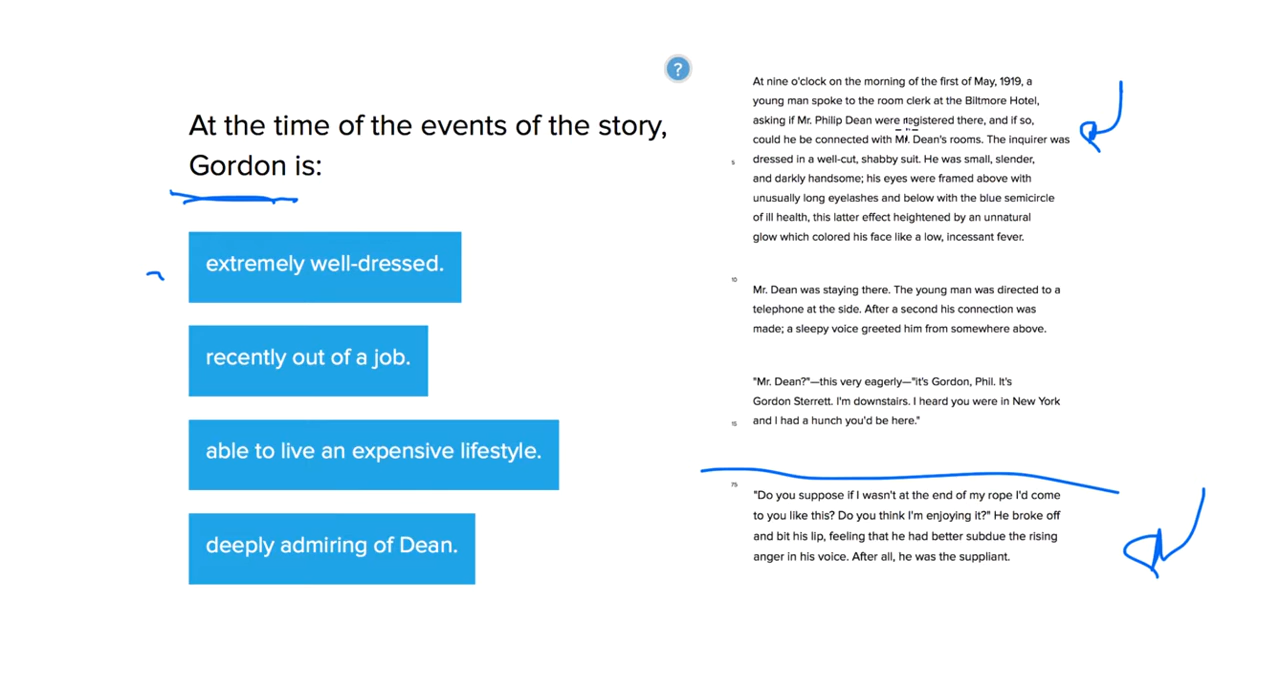 ?
At the time of the events of the story,
Gordon is:
extremely well-dressed.
recently out of a job.
able to live an expensive lifestyle.
deeply admiring of Dean.
At nine o'clock on the morning of the first of May, 1919, a
young man spoke to the room clerk at the Biltmore Hotel,
asking if Mr. Philip Dean were registered there, and if so,
could he be connected with Mr. Dean's rooms. The inquirer was
5 dressed in a well-cut, shabby suit. He was small, slender,
and darkly handsome; his eyes were framed above with
unusually long eyelashes and below with the blue semicircle
of ill health, this latter effect heightened by an unnatural
glow which colored his face like a low, incessant fever.
10
Mr. Dean was staying there. The young man was directed to a
telephone at the side. After a second his connection was
made; a sleepy voice greeted him from somewhere above.
"Mr. Dean?"—this very eagerly—"it's Gordon, Phil. It's
Gordon Sterrett. I'm downstairs. I heard you were in New York
15 and I had a hunch you'd be here."
75
"Do you suppose if I wasn't at the end of my rope I'd come
to you like this? Do you think I'm enjoying it?" He broke off
and bit his lip, feeling that he had better subdue the rising
anger in his voice. After all, he was the suppliant.